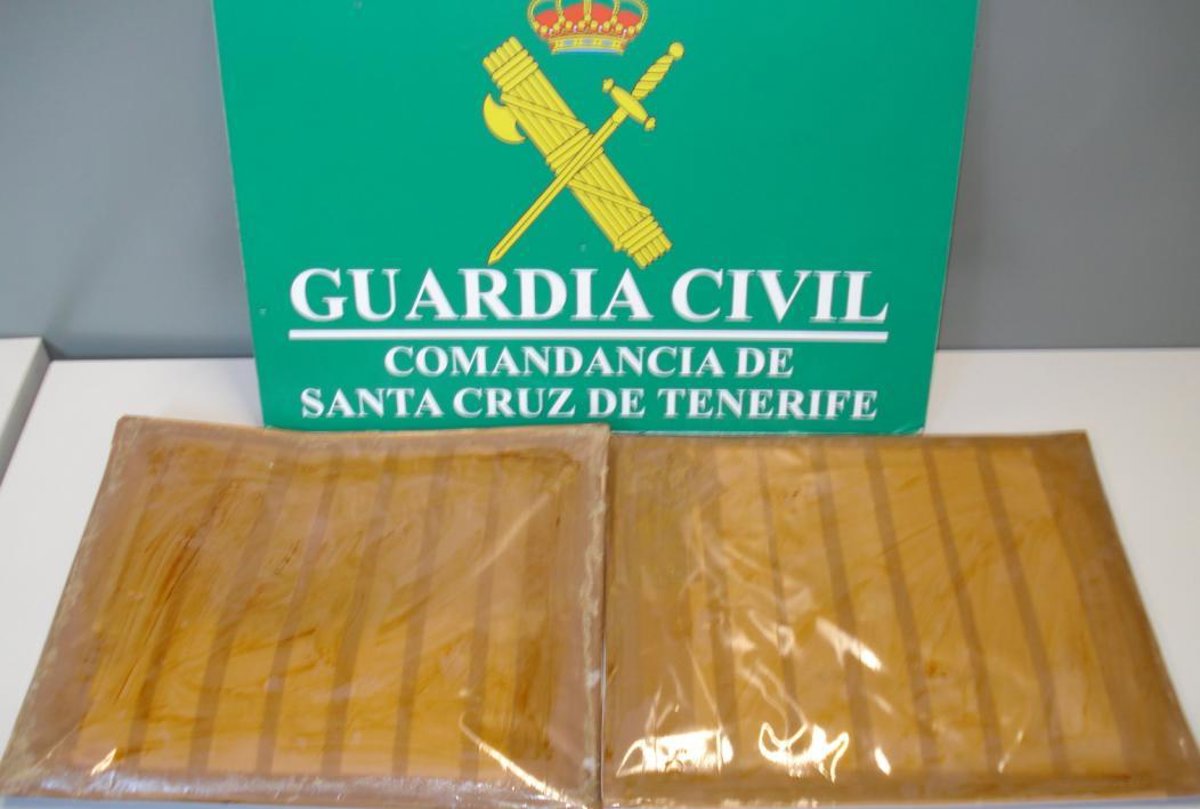 GUARDIA CIVIL
COMANDANCIA DE
SANTA CRUZ DE TENERIFE